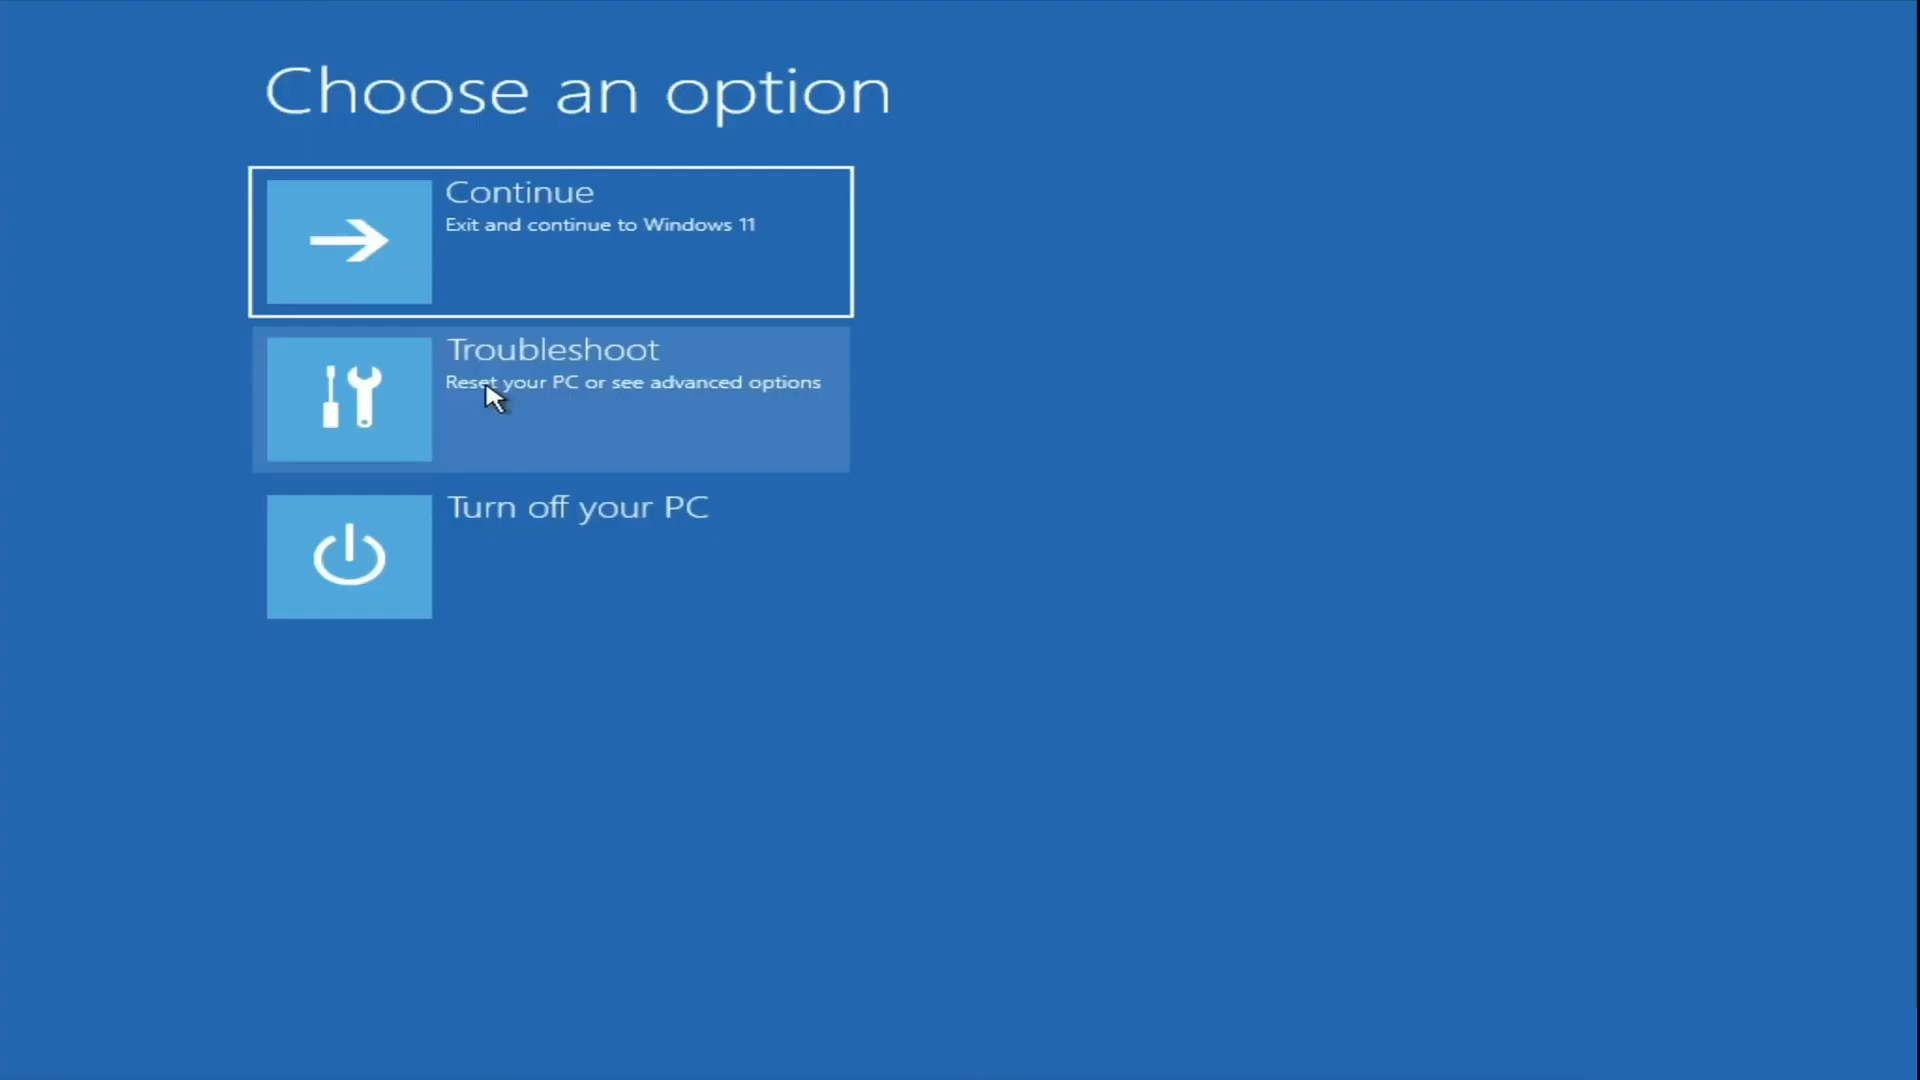 Choose an option
Continue
Exit and continue to Windows 11
Troubleshoot
Reset your PC or see advanced options
Turn off your PC